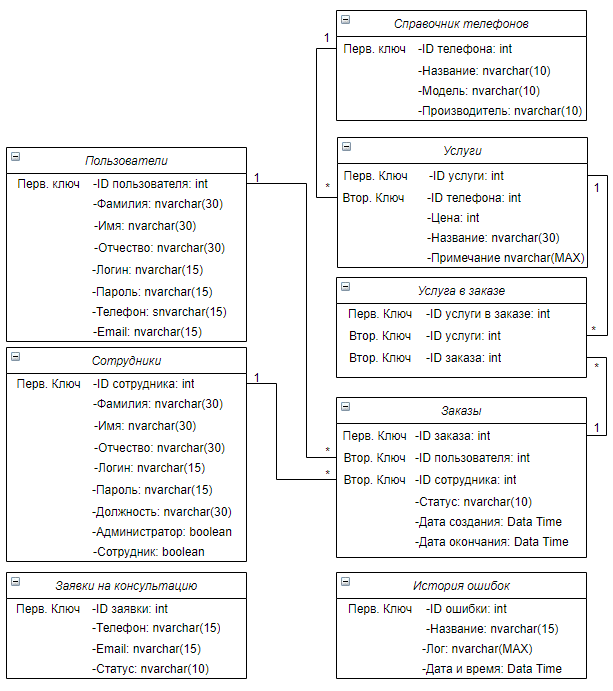 Справочник телефонов
1
Перв. ключ -ID телефона: int
-Название: nvarchar(10)
-Модель: nvarchar(10)
-Производитель: nvarchar(10)
Услуги
Перв. Ключ -ID услуги: int
1
*
Втор. Ключ -ID телефона: int
-Цена: int
-Название: nvarchar(30)
-Примечание nvarchar(MAX)
Пользователи
1
Перв. ключ -ID пользователя: int
-Фамилия: nvarchar(30)
-Имя: nvarchar(30)
-Отчество: nvarchar(30)
-Логин: nvarchar(15)
-Пароль: nvarchar(15)
-Телефон: snvarchar(15)
-Email: nvarchar(15)
Услуга в заказе
Перв. Ключ -ID услуги в заказе: int
*
Втор. Ключ -ID услуги: int
Втор. Ключ -ID заказа: int
*
Сотрудники
1
Перв. Ключ -ID сотрудника: int
-Фамилия: nvarchar(30)
-Имя: nvarchar(30)
-Отчество: nvarchar(30)
-Логин: nvarchar(15)
-Пароль: nvarchar(15)
-Должность: nvarchar(30)
-Администратор: boolean
-Сотрудник: boolean
Заказы
1
Перв. Ключ -ID заказа: int
*
Втор. Ключ -ID пользователя: int
*
Втор. Ключ -ID сотрудника: int
-Статус: nvarchar(10)
-Дата создания: Data Time
-Дата окончания: Data Time
Заявки на консультацию
Перв. Ключ -ID заявки: int
-Телефон: nvarchar(15)
-Email: nvarchar(15)
-Статус: nvarchar(10)
История ошибок
Перв. Ключ -ID ошибки: int
-Название: nvarchar(15)
-Лог: nvarchar(MAX)
-Дата и время: Data Time